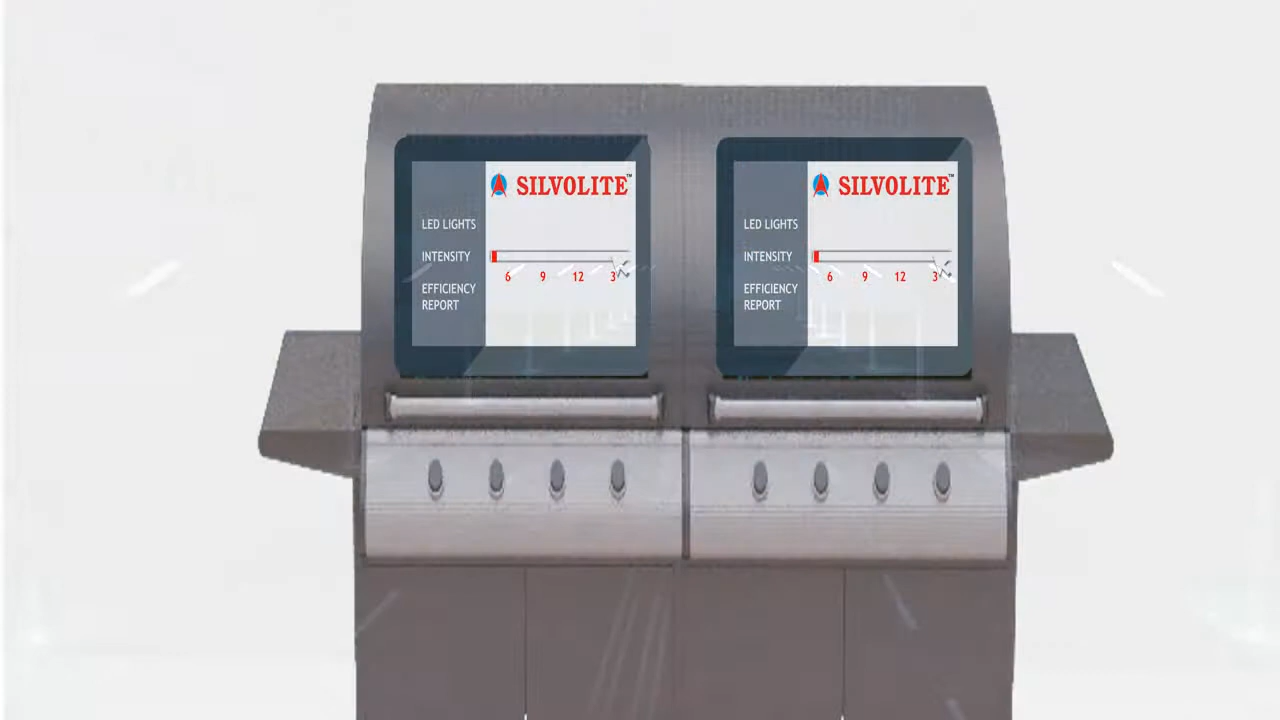 SILVOLITE™
LED LIGHTS
INTENSITY
6 9 12 3
EFFICIENCY
REPORT
SILVOLITE™
LED LIGHTS
INTENSITY
6 9 12 3
EFFICIENCY
REPORT